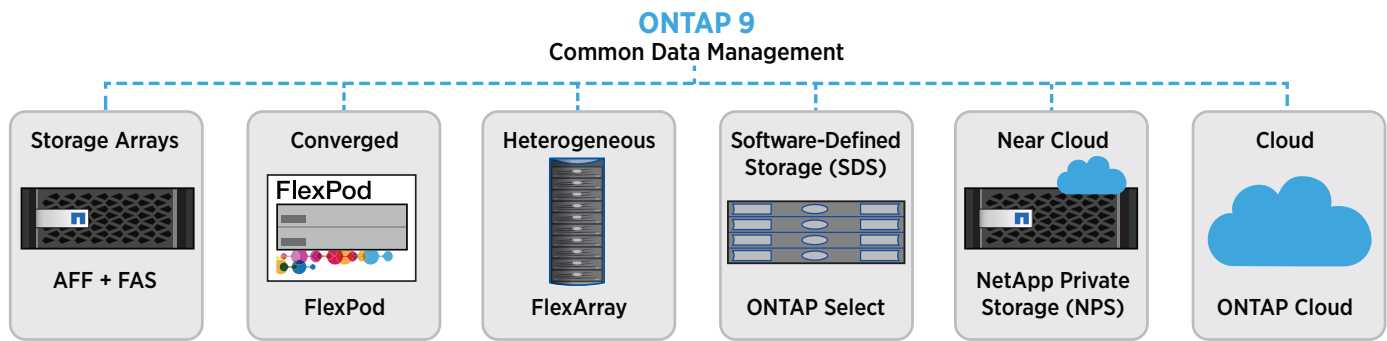 ONTAP 9
Common Data Management
Storage Arrays
AFF + FAS
Converged
FlexPod
FlexPod
Heterogeneous
FlexArray
Software-Defined
Storage (SDS)
ONTAP Select
Near Cloud
NetApp Private
Storage (NPS)
Cloud
ONTAP Cloud